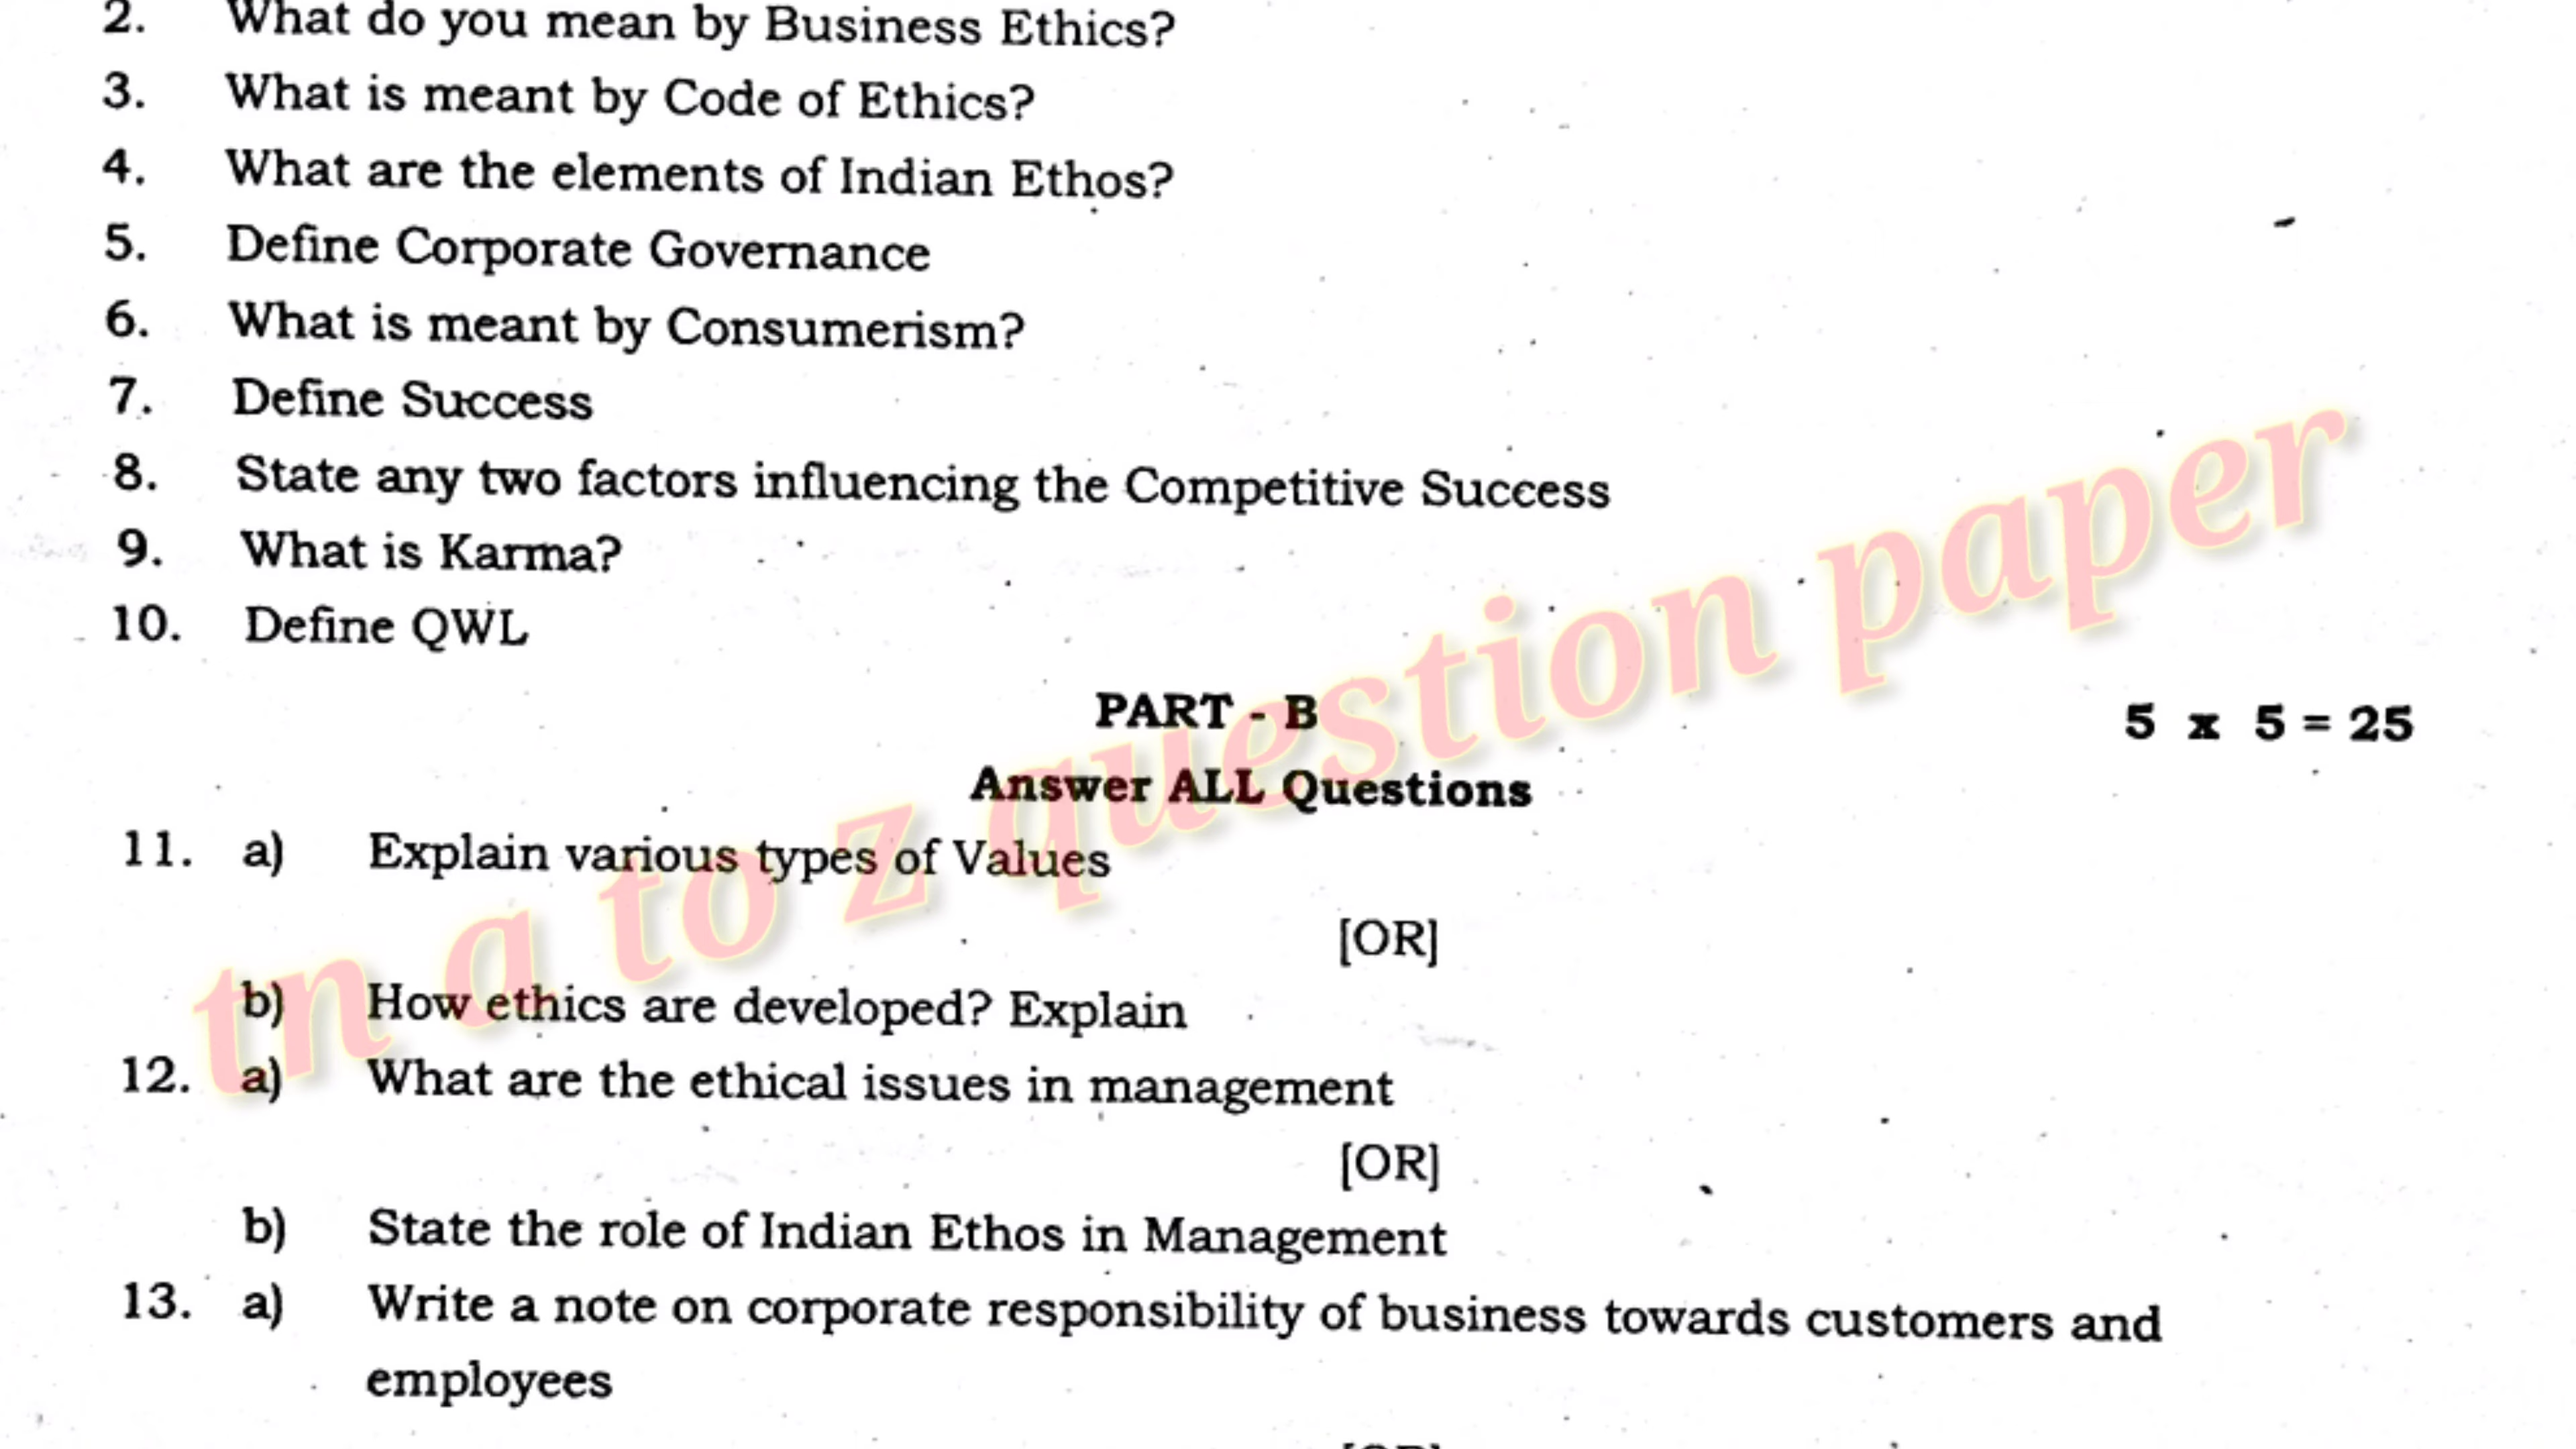 2. What do you mean by Business Ethics?
3. What is meant by Code of Ethics?
4. What are the elements of Indian Ethos?
5. Define Corporate Governance
6. What is meant by Consumerism?
7. Define Success
8. State any two factors influencing the Competitive Success
9. What is Karma?
10. Define QWL
PART - B
5 x 5 = 25
Answer ALL Questions
11. a) Explain various types of Values
[OR]
b) How ethics are developed? Explain
12. a) What are the ethical issues in management
[OR]
b) State the role of Indian Ethos in Management
13. a) Write a note on corporate responsibility of business towards customers and
employees
[OR]
tn a to z question paper